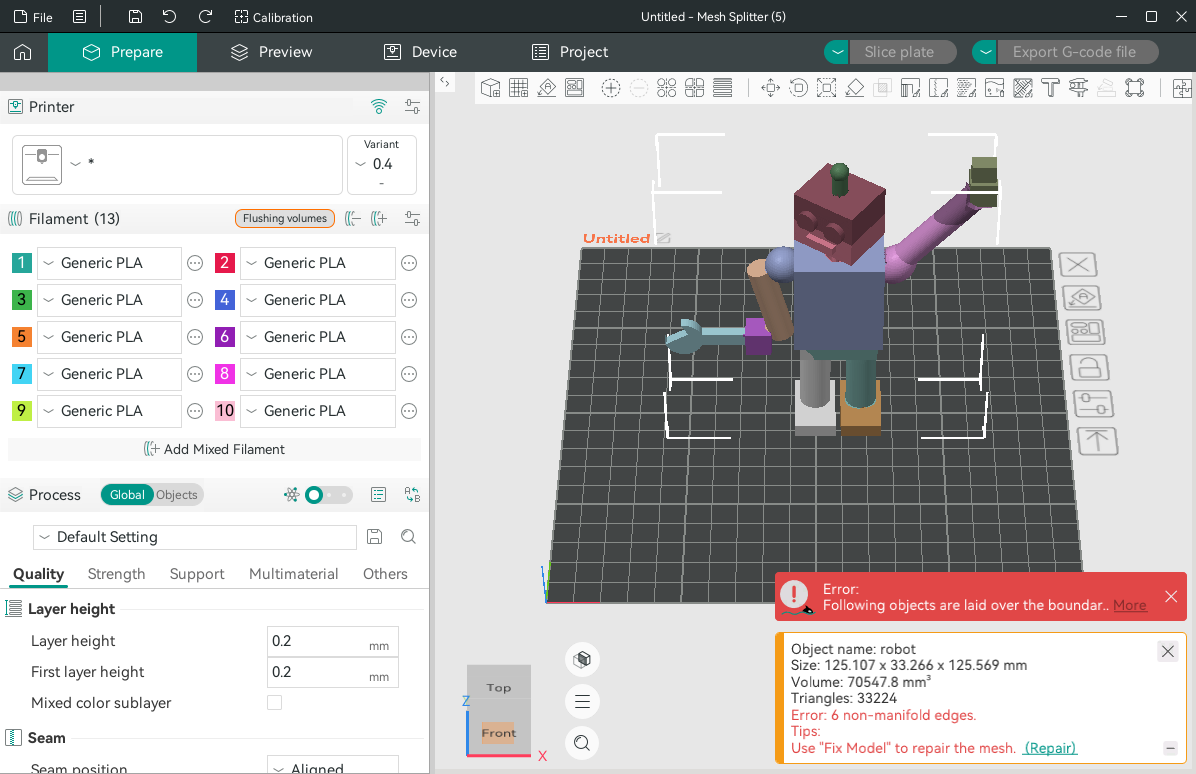 File
Calibration
Untitled - Mesh Splitter (5)
Prepare
Preview
Device
Project
Slice plate
Export G-code file
Printer
*
Variant
0.4
-
Filament (13)
Flushing volumes
1 Generic PLA
2 Generic PLA
3 Generic PLA
4 Generic PLA
5 Generic PLA
6 Generic PLA
7 Generic PLA
8 Generic PLA
9 Generic PLA
10 Generic PLA
Add Mixed Filament
Process
Global
Objects
Default Setting
Quality
Strength
Support
Multimaterial
Others
Layer height
Layer height 0.2 mm
First layer height 0.2 mm
Mixed color sublayer
Seam
Seam position Aligned
Untitled
Top
Front
Z
X
Error:
Following objects are laid over the boundar.. More
Object name: robot
Size: 125.107 x 33.266 x 125.569 mm
Volume: 70547.8 mm³
Triangles: 33224
Error: 6 non-manifold edges.
Tips:
Use "Fix Model" to repair the mesh. (Repair)